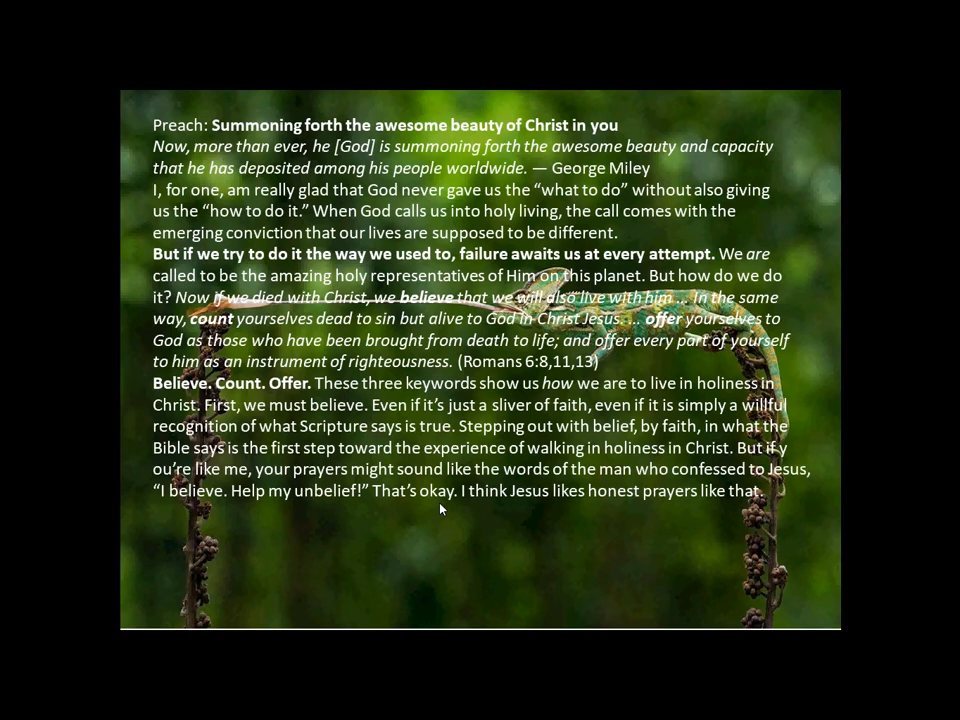 Preach: Summoning forth the awesome beauty of Christ in you
Now, more than ever, he [God] is summoning forth the awesome beauty and capacity
that he has deposited among his people worldwide. — George Miley
I, for one, am really glad that God never gave us the “what to do” without also giving
us the “how to do it.” When God calls us into holy living, the call comes with the
emerging conviction that our lives are supposed to be different.
But if we try to do it the way we used to, failure awaits us at every attempt. We are
called to be the amazing holy representatives of Him on this planet. But how do we do
it? Now if we died with Christ, we believe that we will also live with him ... In the same
way, count yourselves dead to sin but alive to God in Christ Jesus. ... offer yourselves to
God as those who have been brought from death to life; and offer every part of yourself
to him as an instrument of righteousness. (Romans 6:8,11,13)
Believe. Count. Offer. These three keywords show us how we are to live in holiness in
Christ. First, we must believe. Even if it’s just a sliver of faith, even if it is simply a willful
recognition of what Scripture says is true. Stepping out with belief, by faith, in what the
Bible says is the first step toward the experience of walking in holiness in Christ. But if y
ou’re like me, your prayers might sound like the words of the man who confessed to Jesus,
“I believe. Help my unbelief!” That’s okay. I think Jesus likes honest prayers like that.